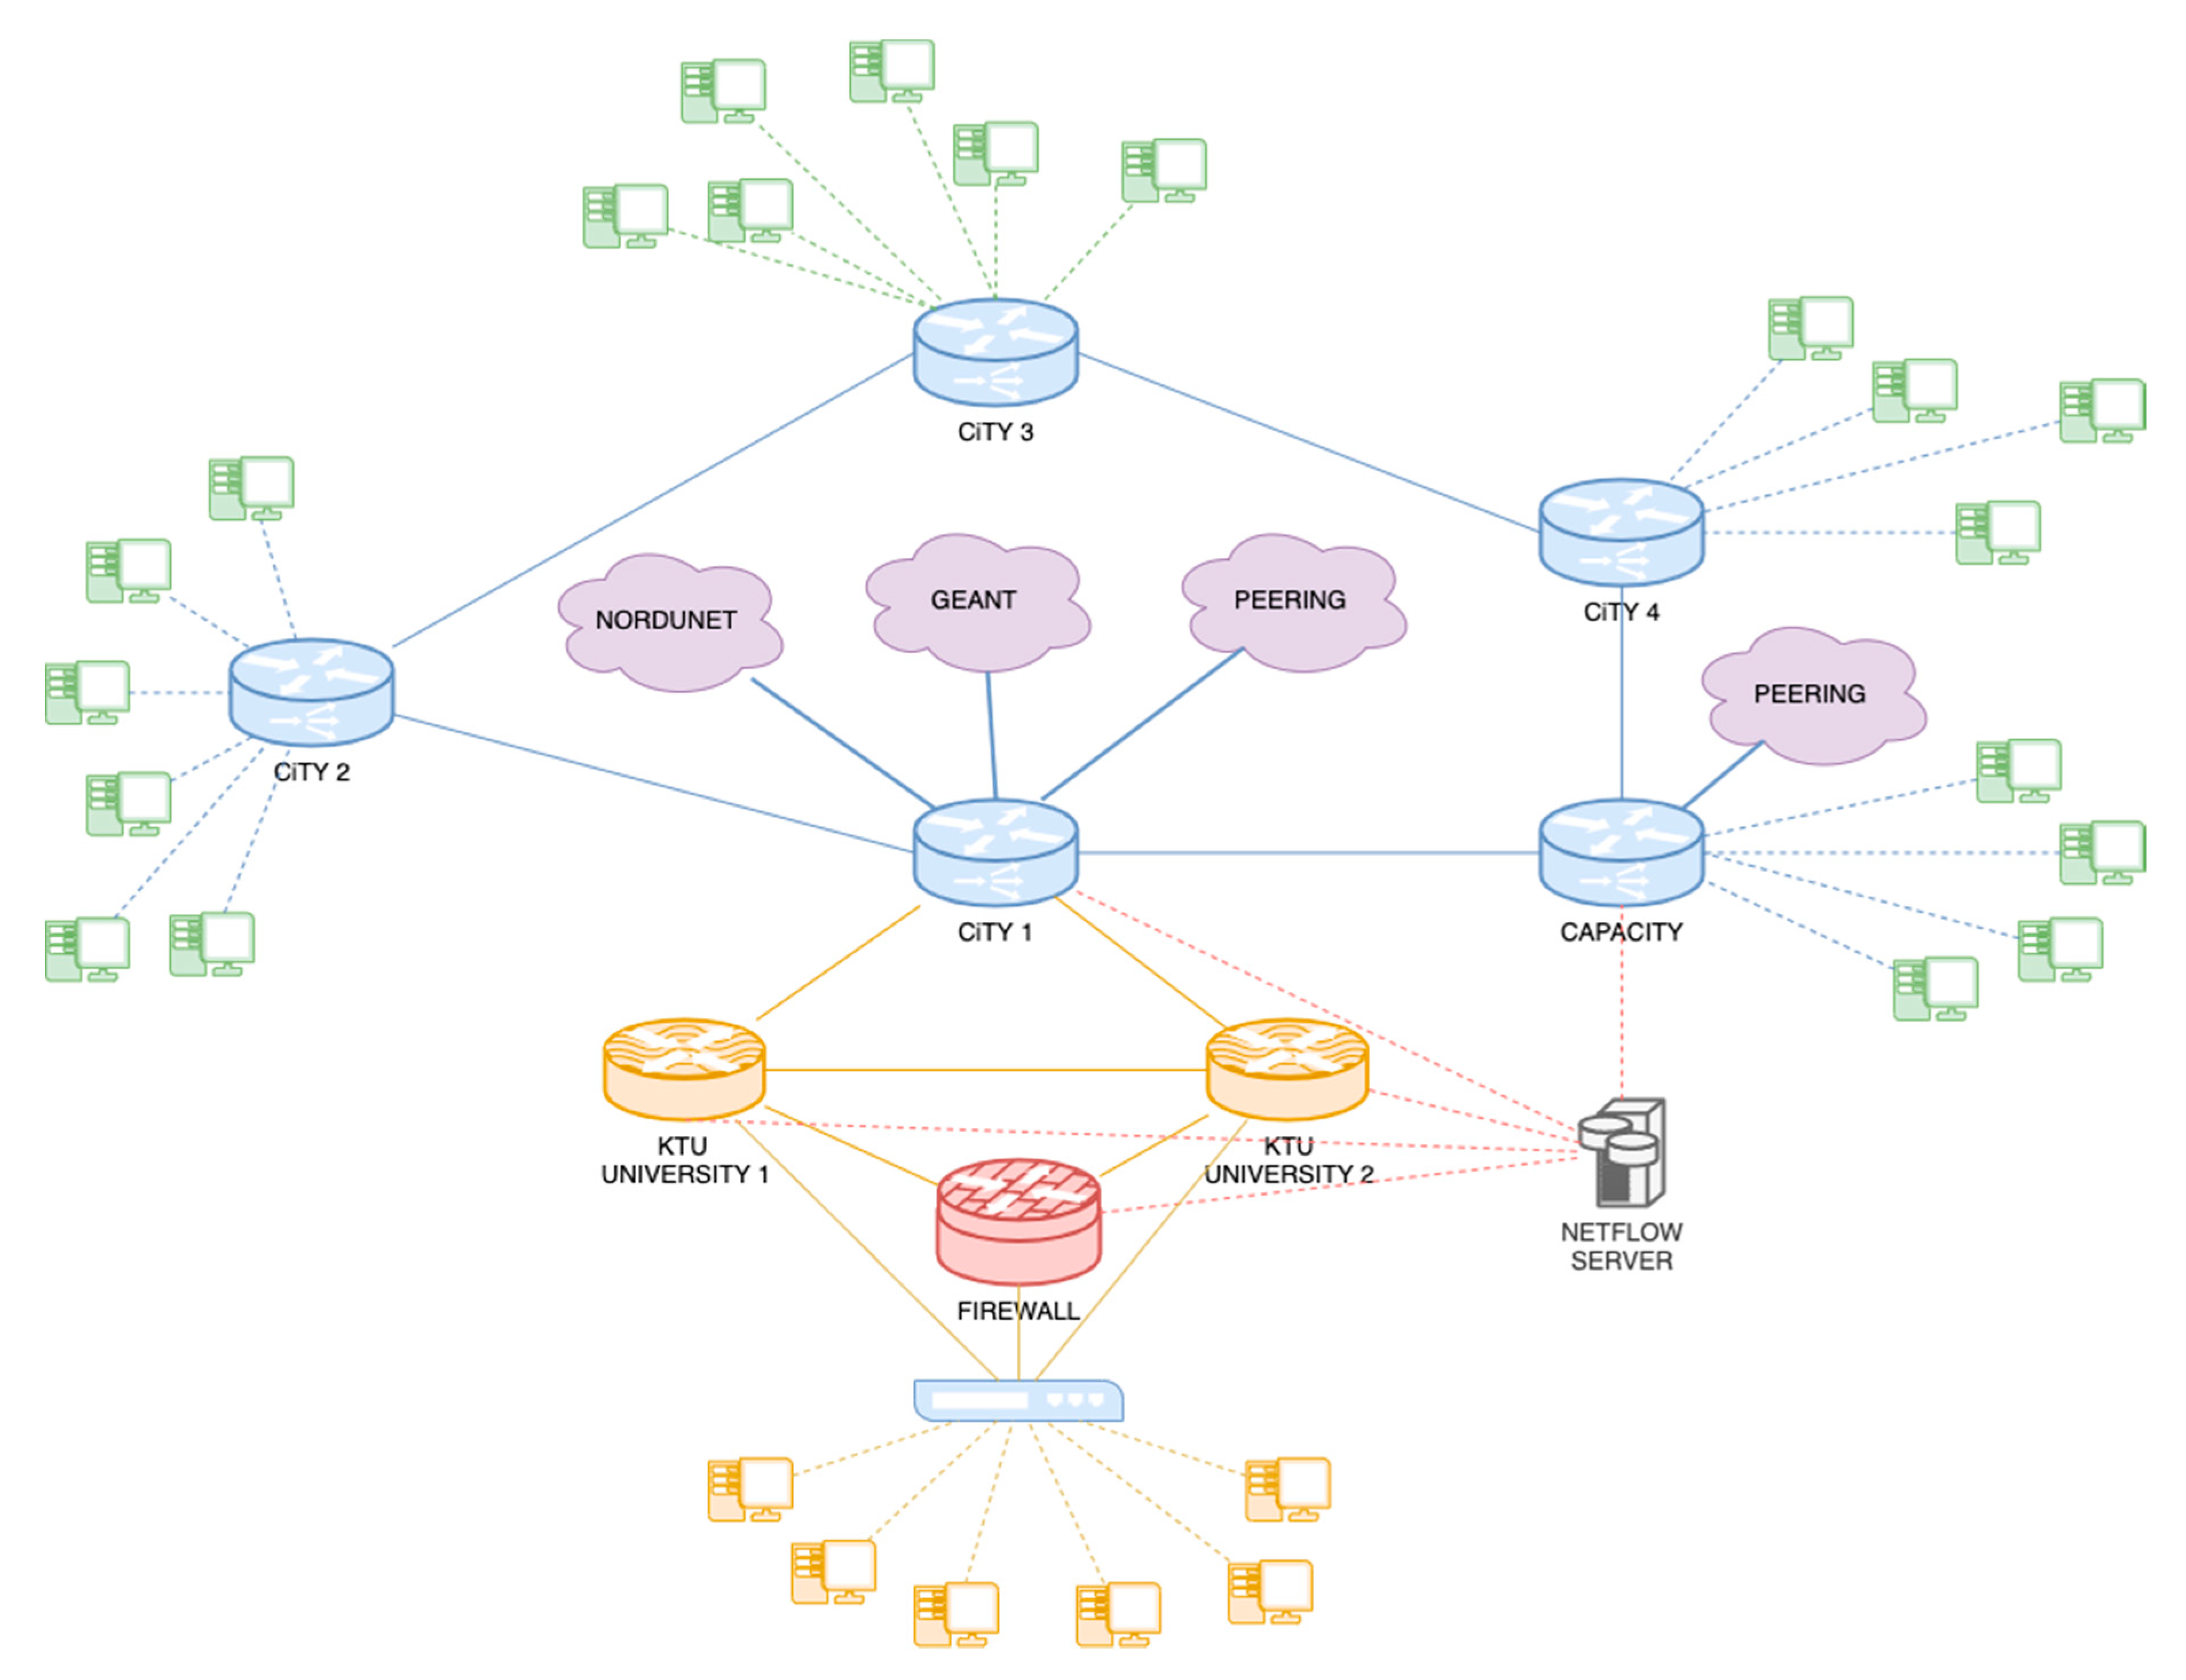 CiTY 3
NORDUNET
GEANT
PEERING
CiTY 4
PEERING
CiTY 2
CiTY 1
CAPACITY
KTU
UNIVERSITY 1
KTU
UNIVERSITY 2
NETFLOW
SERVER
FIREWALL